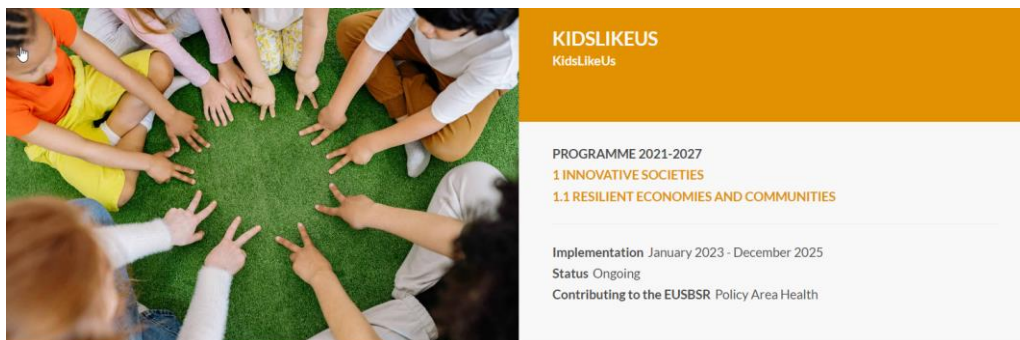 KIDSLIKEUS
KidsLikeUs
PROGRAMME 2021-2027
1 INNOVATIVE SOCIETIES
1.1 RESILIENT ECONOMIES AND COMMUNITIES
Implementation January 2023 - December 2025
Status Ongoing
Contributing to the EUSBSR Policy Area Health